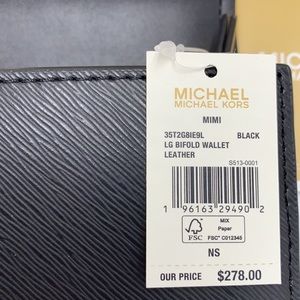 MICHAEL
MICHAEL KORS
MIMI
35T2G8IE9L BLACK
LG BIFOLD WALLET
LEATHER
S513-0001
1 96163 29490 2
FSC
MIX
Paper
FSC® C012345
NS
OUR PRICE $278.00
MIC